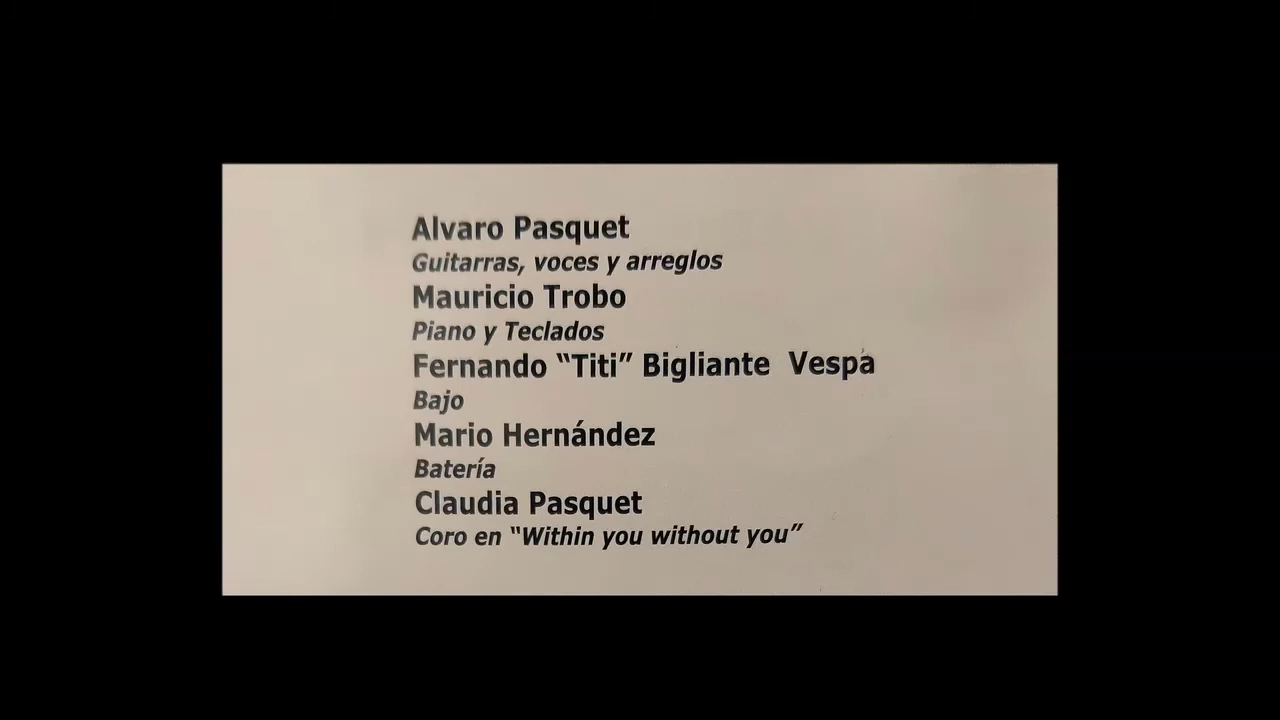 Alvaro Pasquet
Guitarras, voces y arreglos
Mauricio Trobo
Piano y Teclados
Fernando “Titi” Bigliante Vespa
Bajo
Mario Hernández
Batería
Claudia Pasquet
Coro en “Within you without you”